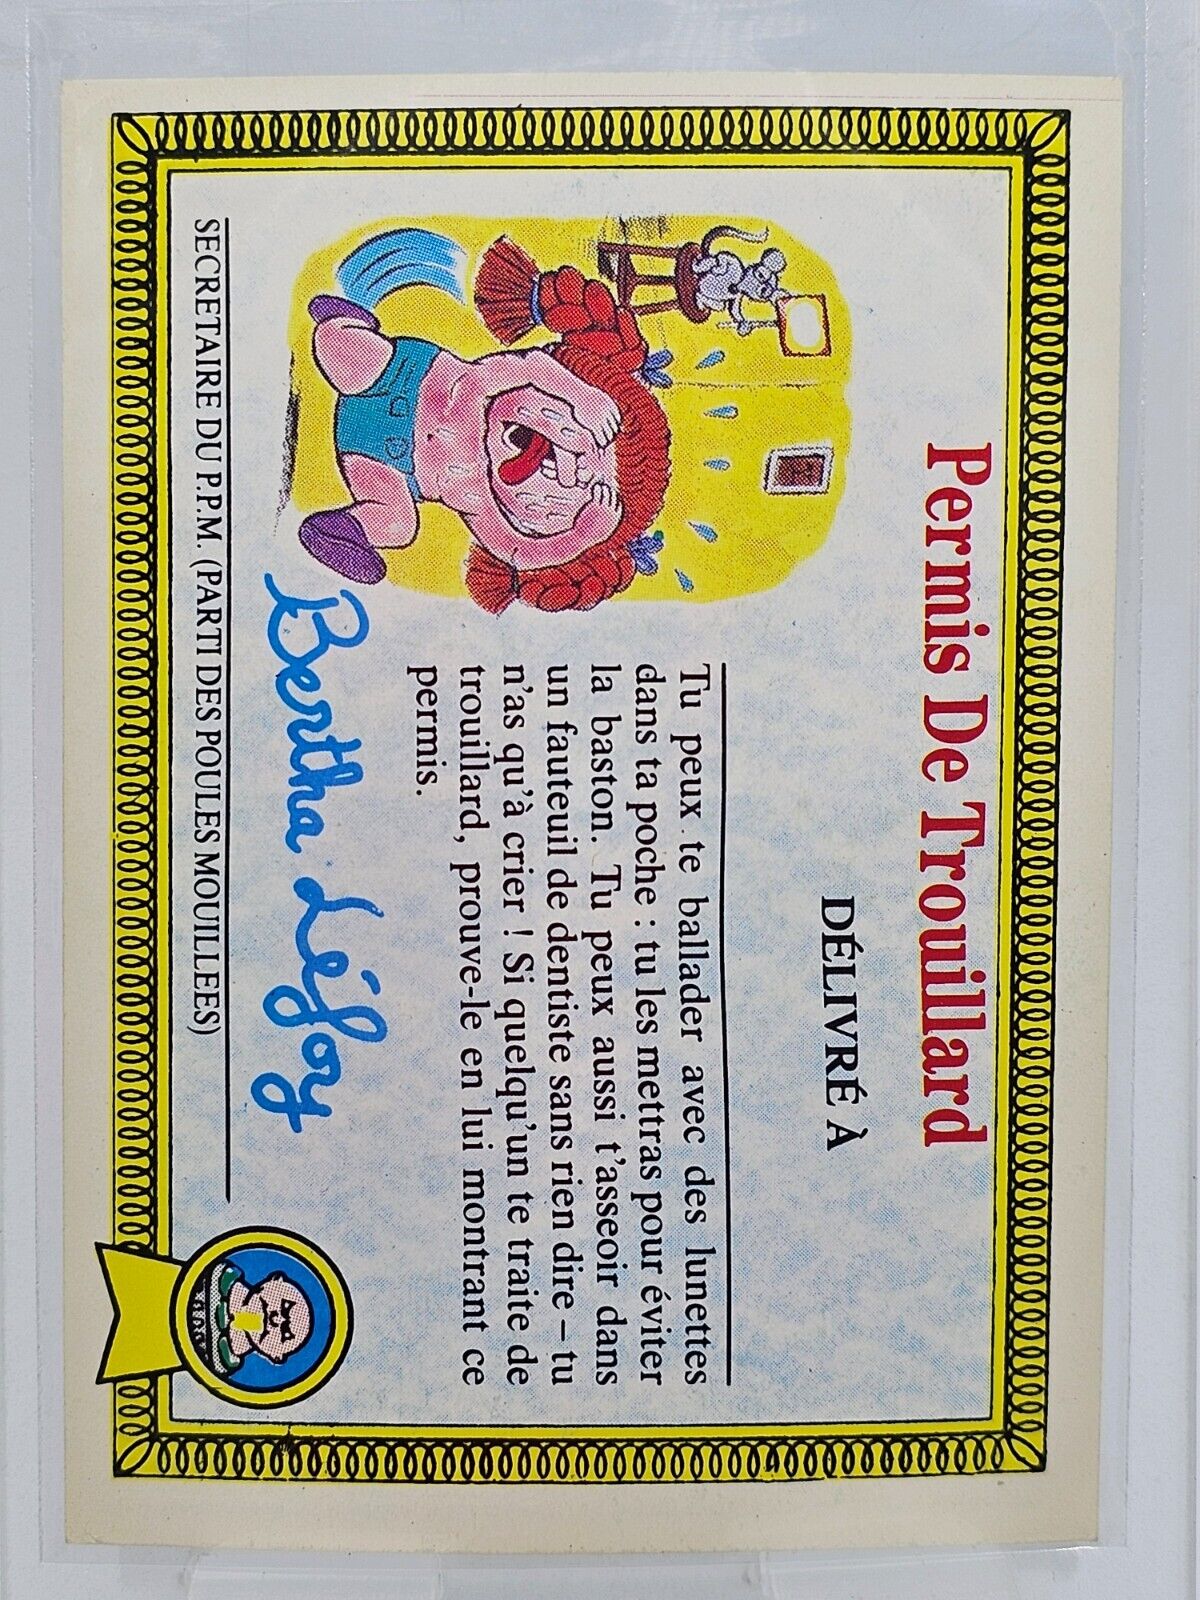 Permis De Trouillard
DÉLIVRÉ À
Tu peux te ballader avec des lunettes
dans ta poche : tu les mettras pour éviter
la baston. Tu peux aussi t'asseoir dans
un fauteuil de dentiste sans rien dire – tu
n'as qu'à crier ! Si quelqu'un te traite de
trouillard, prouve-le en lui montrant ce
permis.
Bertha Léfoy
SECRETAIRE DU P.P.M. (PARTI DES POULES MOUILLEES)